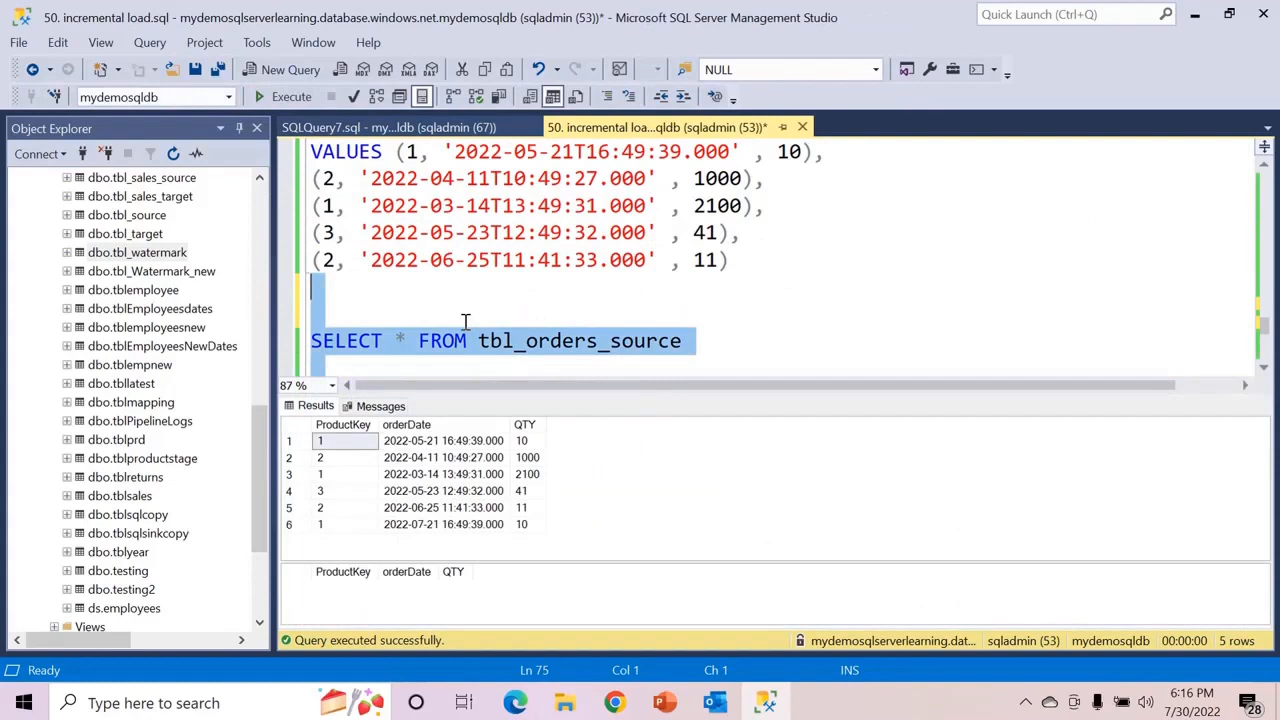 50. incremental load.sql - mydemosqlserverlearning.database.windows.net.mydemosqldb (sqladmin (53))* - Microsoft SQL Server Management Studio
Quick Launch (Ctrl+Q)
File Edit View Query Project Tools Window Help
New Query MDX DMX XMLA DAX NULL
mydemosqldb Execute
Object Explorer
Connect
dbo.tbl_sales_source
dbo.tbl_sales_target
dbo.tbl_source
dbo.tbl_target
dbo.tbl_watermark
dbo.tbl_Watermark_new
dbo.tblemployee
dbo.tblEmployeesdates
dbo.tblemployeesnew
dbo.tblEmployeesNewDates
dbo.tblempnew
dbo.tbllatest
dbo.tblmapping
dbo.tblPipelineLogs
dbo.tblprd
dbo.tblproductstage
dbo.tblreturns
dbo.tblsales
dbo.tblsqlcopy
dbo.tblsqlsinkcopy
dbo.tblyear
dbo.testing
dbo.testing2
ds.employees
Views
SQLQuery7.sql - my...ldb (sqladmin (67))
50. incremental loa...qldb (sqladmin (53))*
VALUES (1, '2022-05-21T16:49:39.000' , 10),
(2, '2022-04-11T10:49:27.000' , 1000),
(1, '2022-03-14T13:49:31.000' , 2100),
(3, '2022-05-23T12:49:32.000' , 41),
(2, '2022-06-25T11:41:33.000' , 11)
SELECT * FROM tbl_orders_source
87 %
Results Messages
ProductKey orderDate QTY
1 1 2022-05-21 16:49:39.000 10
2 2 2022-04-11 10:49:27.000 1000
3 1 2022-03-14 13:49:31.000 2100
4 3 2022-05-23 12:49:32.000 41
5 2 2022-06-25 11:41:33.000 11
6 1 2022-07-21 16:49:39.000 10
ProductKey orderDate QTY
Query executed successfully. mydemosqlserverlearning.dat... sqladmin (53) mydemosqldb 00:00:00 5 rows
Ready Ln 75 Col 1 Ch 1 INS
Type here to search
6:16 PM
7/30/2022
28